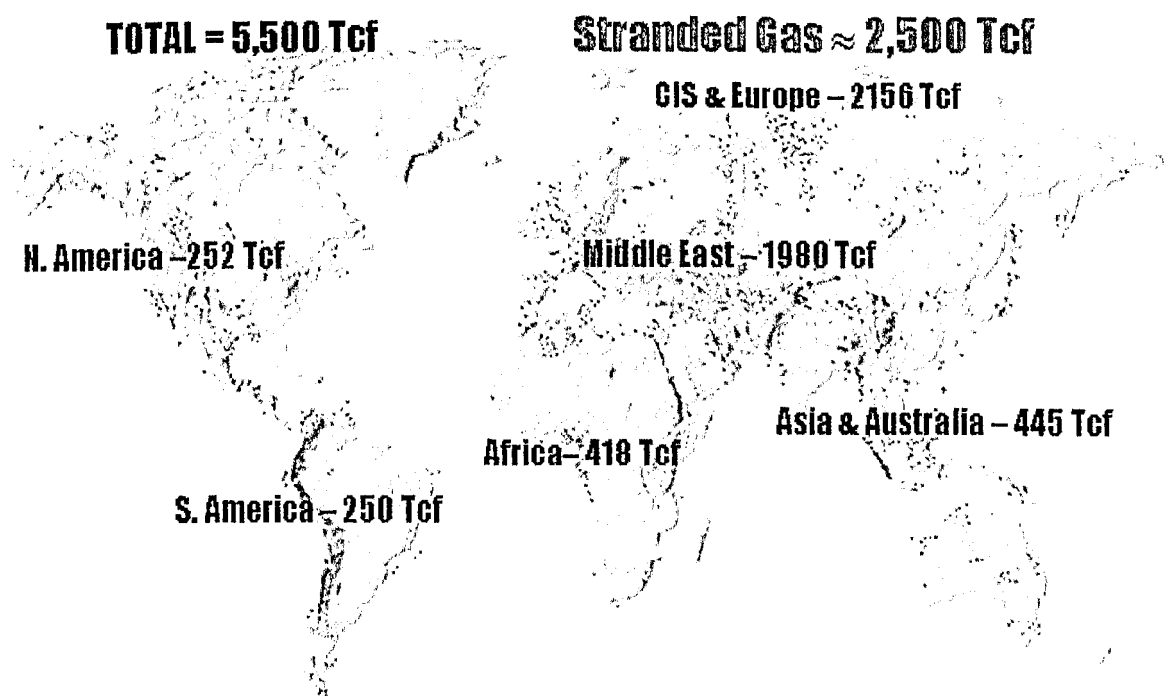 TOTAL = 5,500 Tcf
Stranded Gas ≈ 2,500 Tcf
CIS & Europe – 2156 Tcf
N. America –252 Tcf
Middle East – 1980 Tcf
Asia & Australia – 445 Tcf
Africa– 418 Tcf
S. America – 250 Tcf